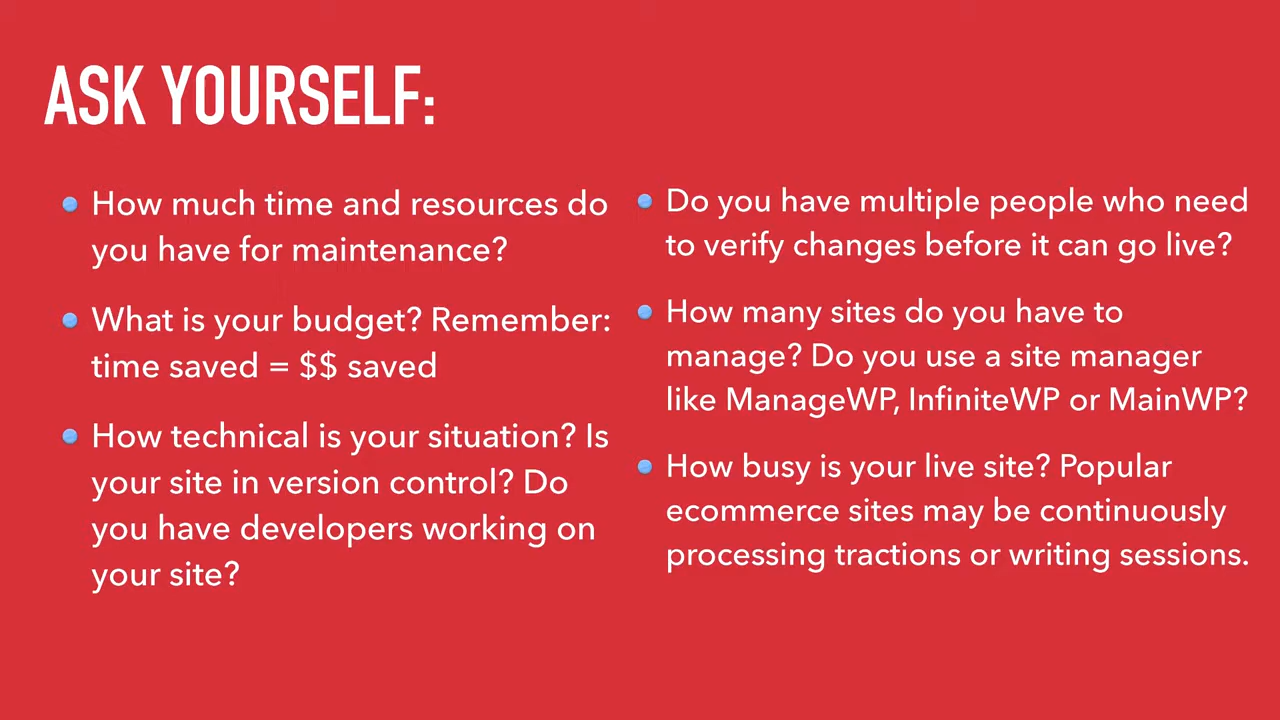 ASK YOURSELF:
How much time and resources do
you have for maintenance?
What is your budget? Remember:
time saved = $$ saved
How technical is your situation? Is
your site in version control? Do
you have developers working on
your site?
Do you have multiple people who need
to verify changes before it can go live?
How many sites do you have to
manage? Do you use a site manager
like ManageWP, InfiniteWP or MainWP?
How busy is your live site? Popular
ecommerce sites may be continuously
processing tractions or writing sessions.